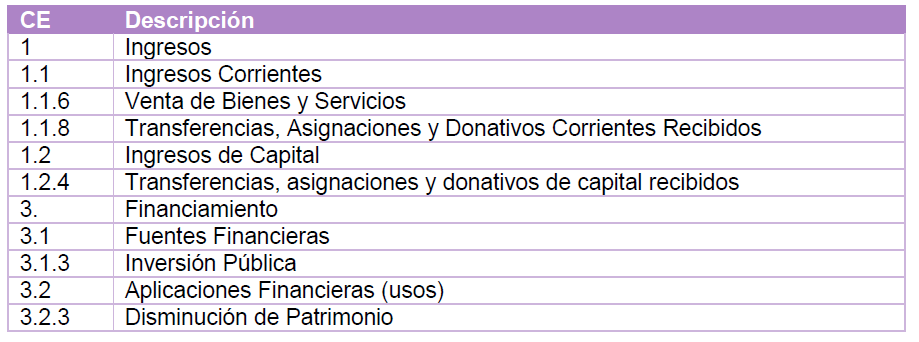 CE Descripción
1 Ingresos
1.1 Ingresos Corrientes
1.1.6 Venta de Bienes y Servicios
1.1.8 Transferencias, Asignaciones y Donativos Corrientes Recibidos
1.2 Ingresos de Capital
1.2.4 Transferencias, asignaciones y donativos de capital recibidos
3. Financiamiento
3.1 Fuentes Financieras
3.1.3 Inversión Pública
3.2 Aplicaciones Financieras (usos)
3.2.3 Disminución de Patrimonio